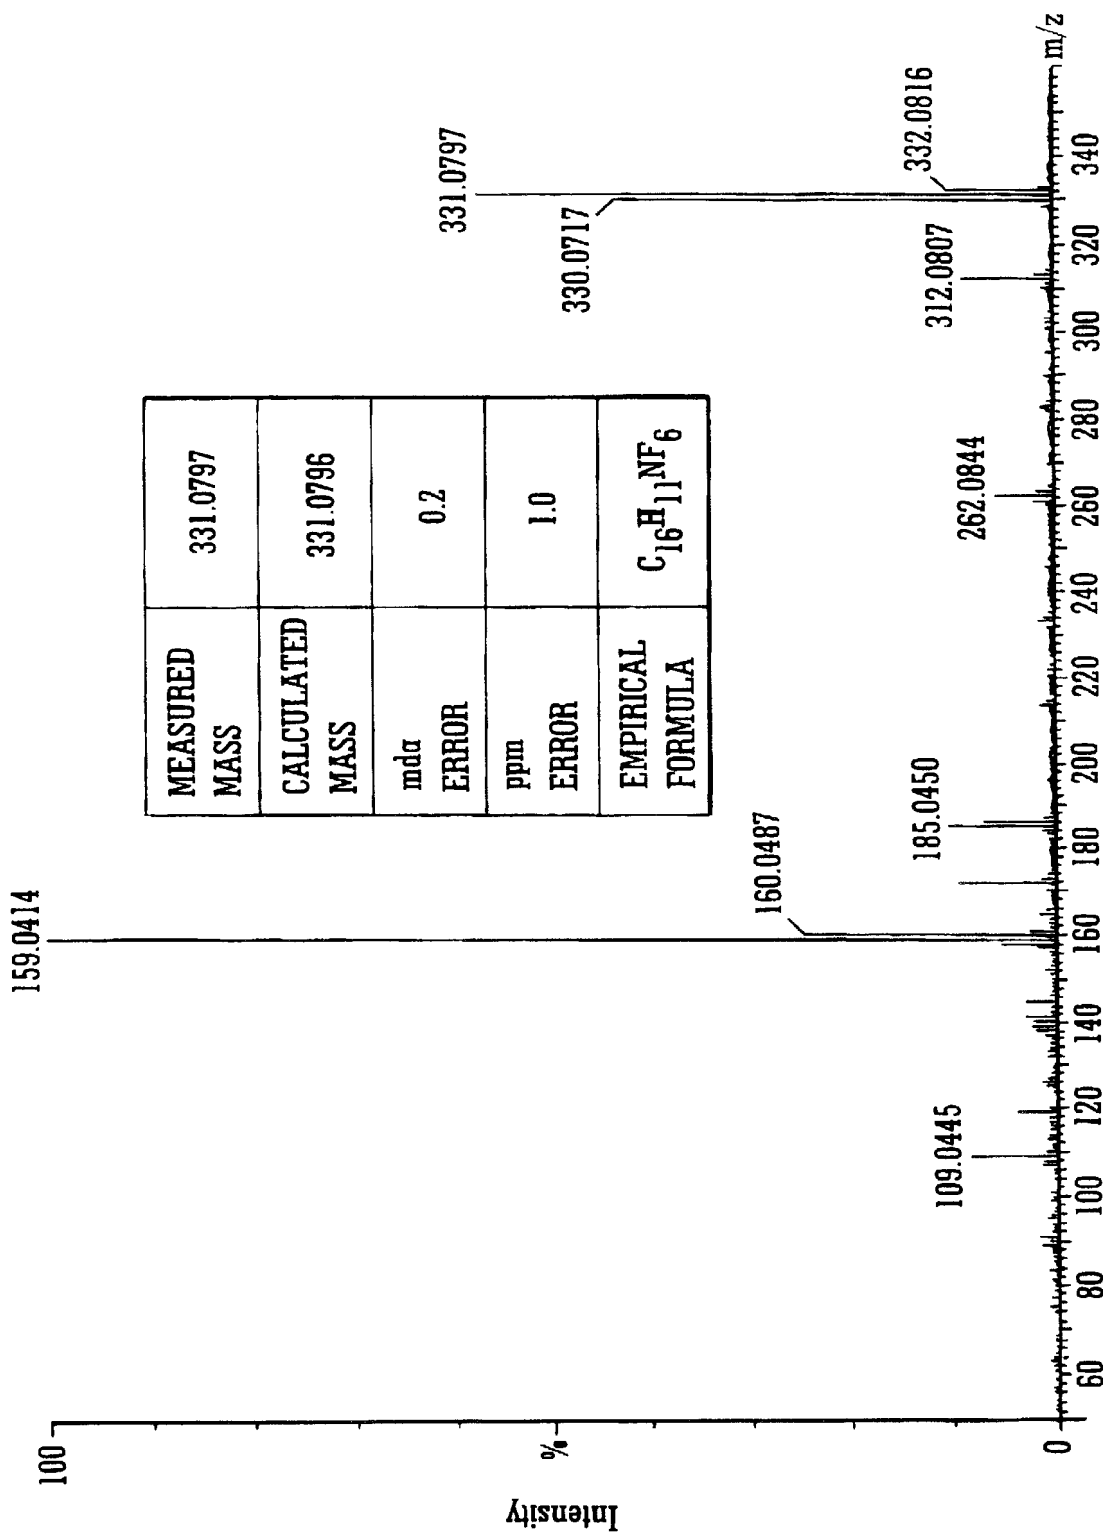 159.0414
331.0797
330.0717
332.0816
312.0807
262.0844
160.0487
185.0450
109.0445
MEASURED
MASS
331.0797
CALCULATED
MASS
331.0796
mda
ERROR
0.2
ppm
ERROR
1.0
EMPIRICAL
FORMULA
C16H11NF6
100
%
0
Intensity
60 80 100 120 140 160 180 200 220 240 260 280 300 320 340 m/z